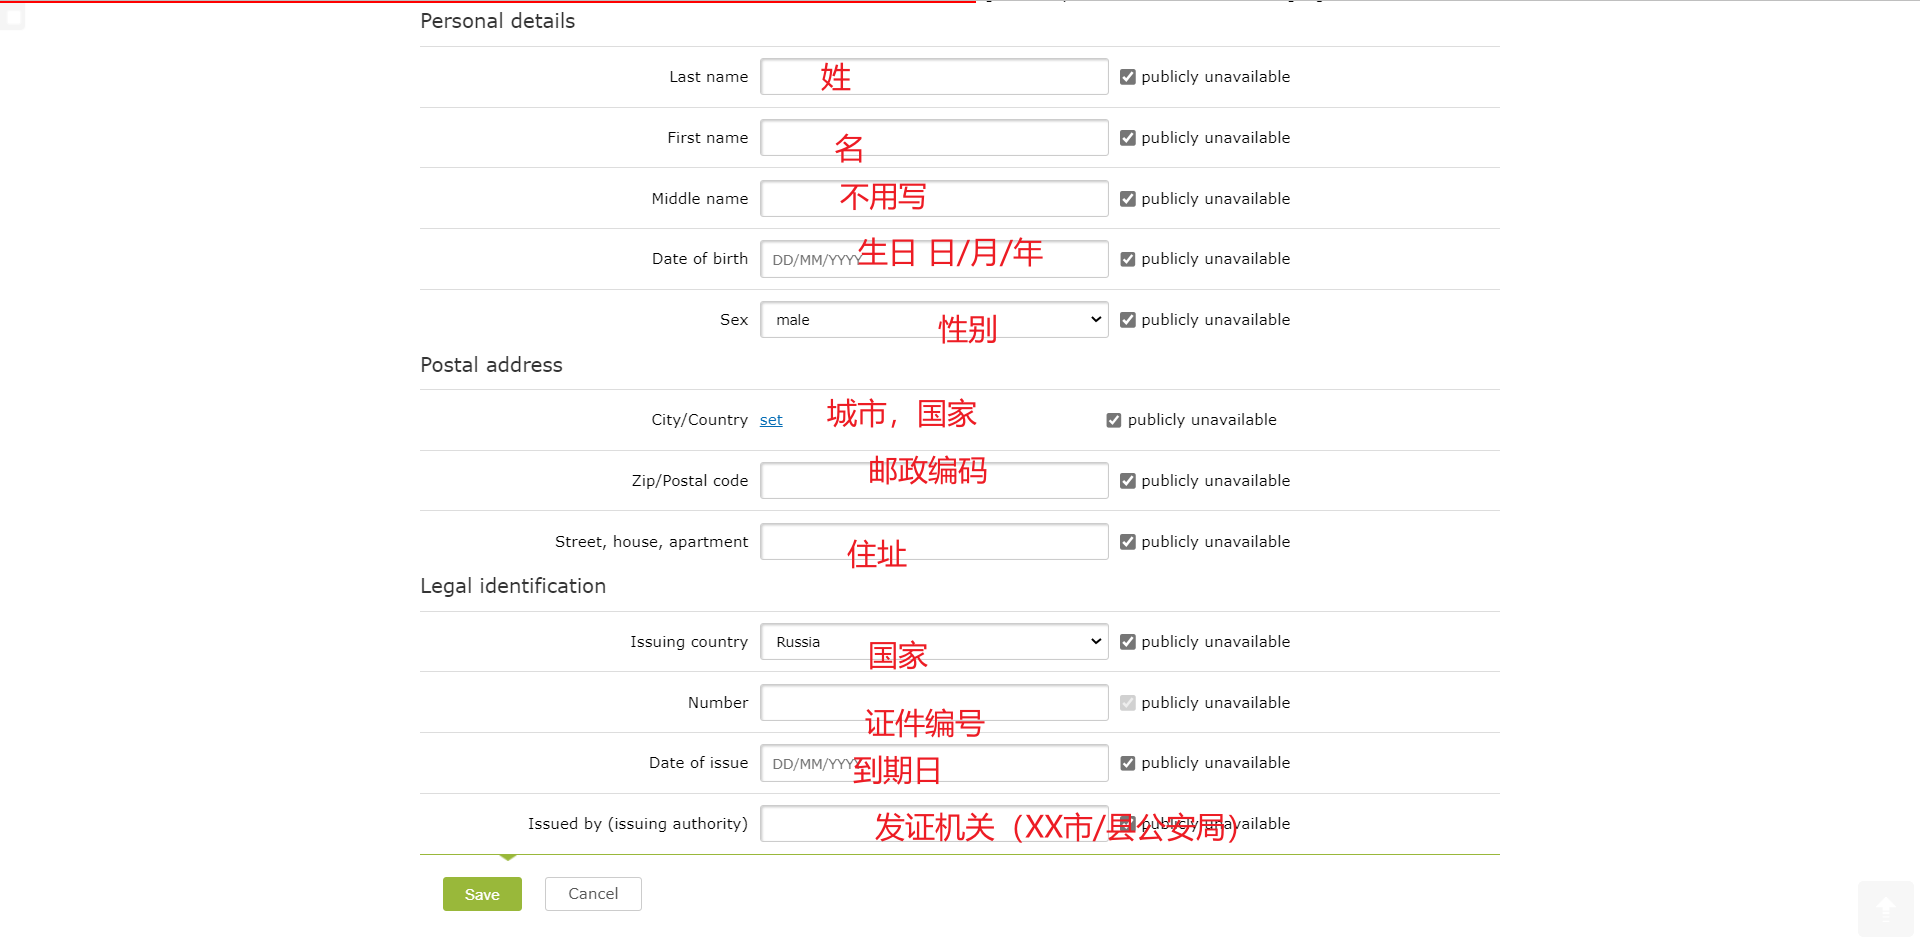 Personal details
Last name 姓 publicly unavailable
First name 名 publicly unavailable
Middle name 不用写 publicly unavailable
Date of birth DD/MM/YYYY 生日 日/月/年 publicly unavailable
Sex male 性别 publicly unavailable
Postal address
City/Country set 城市，国家 publicly unavailable
Zip/Postal code 邮政编码 publicly unavailable
Street, house, apartment 住址 publicly unavailable
Legal identification
Issuing country Russia 国家 publicly unavailable
Number 证件编号 publicly unavailable
Date of issue DD/MM/YYYY 到期日 publicly unavailable
Issued by (issuing authority) 发证机关（XX市/县公安局） publicly unavailable
Save Cancel